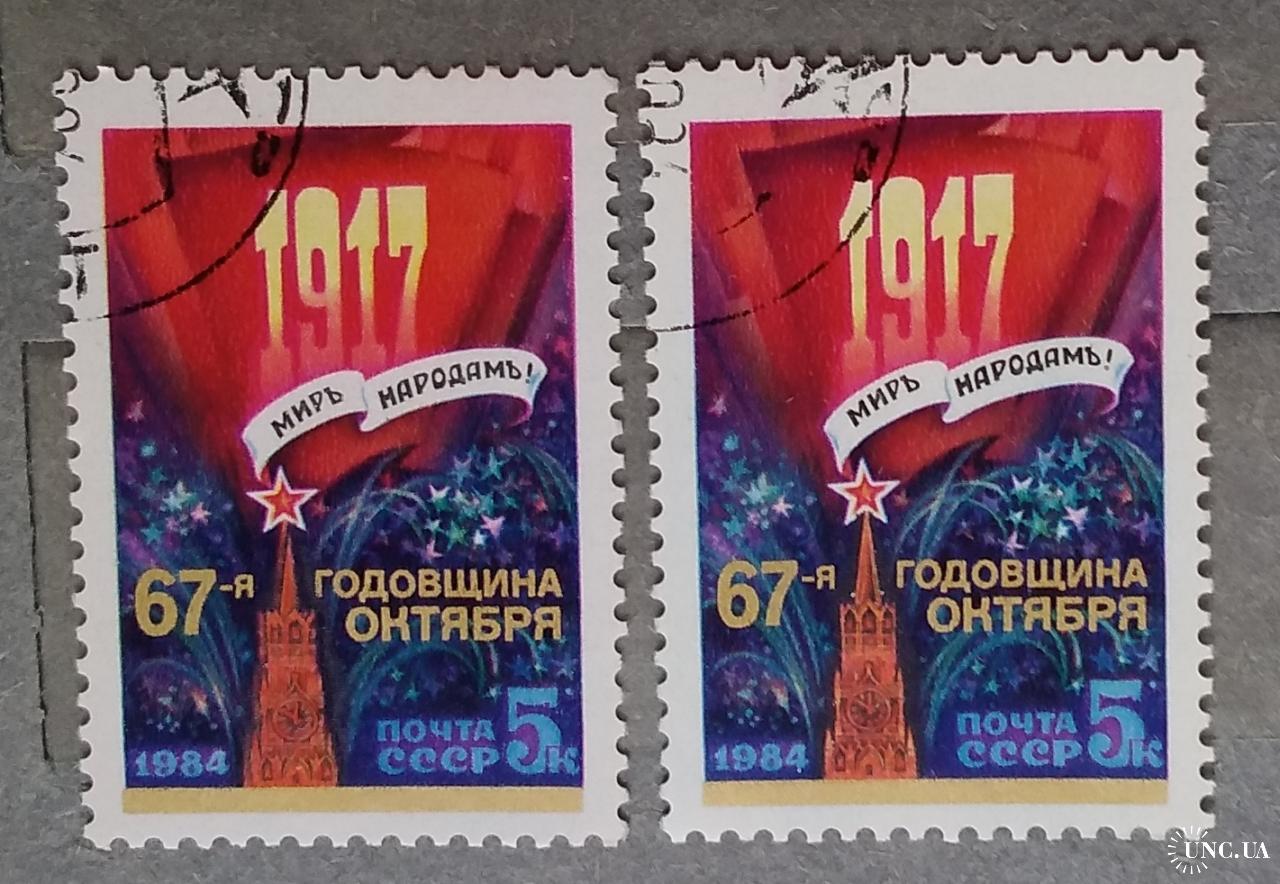 1917
МИРЪ НАРОДАМЪ!
67-я ГОДОВЩИНА
ОКТЯБРЯ
ПОЧТА
СССР 5к
1984
1917
МИРЪ НАРОДАМЪ!
67-я ГОДОВЩИНА
ОКТЯБРЯ
ПОЧТА
СССР 5к
1984
UNC.UA